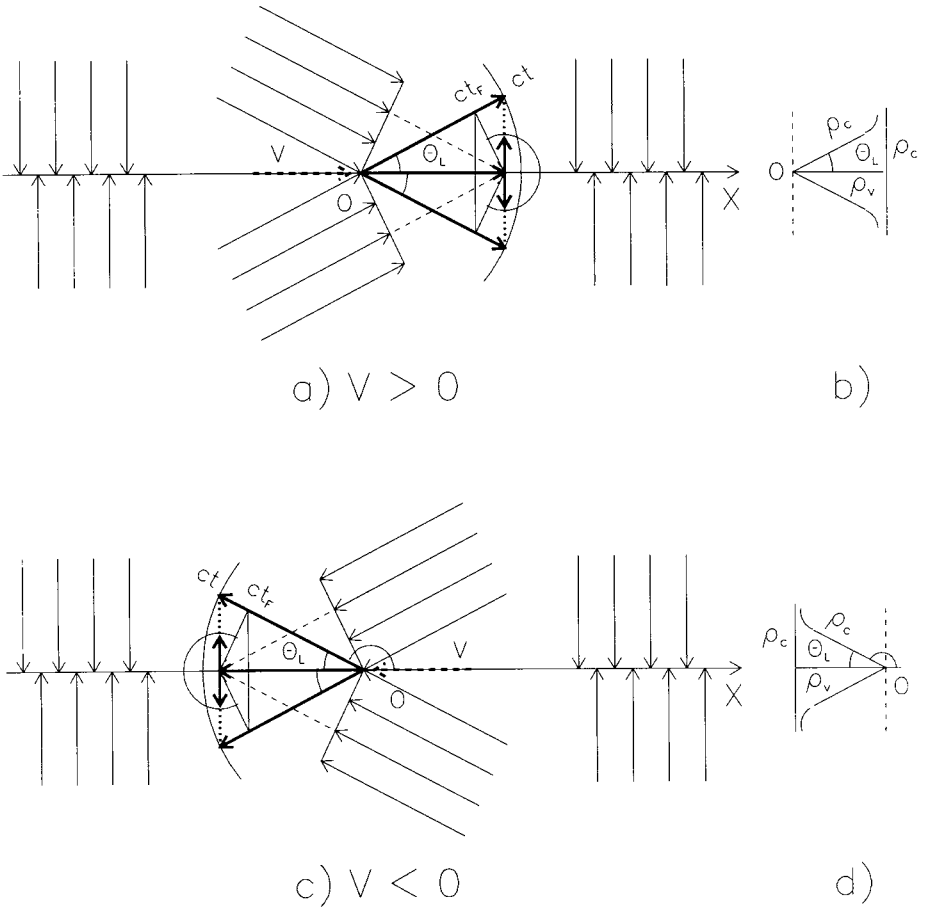 V O Θ_L ct_F ct X
O ρ_c Θ_L ρ_v ρ_c
a) V > 0 b)
ct ct_F Θ_L O V X
ρ_c ρ_c Θ_L ρ_v O
c) V < 0 d)